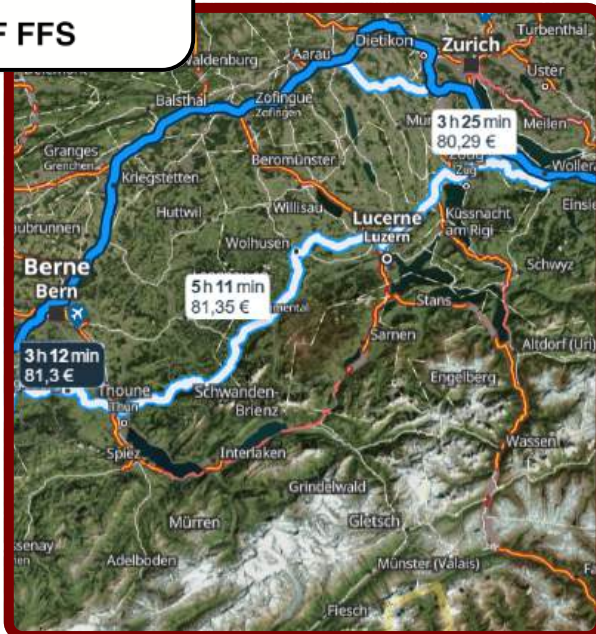 F FFS
Turbenthal
Dietikon
Zurich
Aarau
Waldenburg
Uster
Balsthal
Zofingue
Zofingen
3 h 25 min
80,29 €
Meilen
Granges
Grenchen
Beromünster
Zug
Kriegstetten
Wollera
Huttwil
Willisau
Lucerne
Luzern
Küssnacht
am Rigi
Einsie
aubrunnen
Wolhusen
Schwyz
Berne
Bern
5 h 11 min
81,35 €
Stans
3 h 12 min
81,3 €
Sarnen
Altdorf (Uri)
Thoune
Thun
Schwanden-
Brienz
Engelberg
Spiez
Interlaken
Wassen
Grindelwald
Mürren
Gletsch
Adelboden
Münster (Valais)
Fiesch